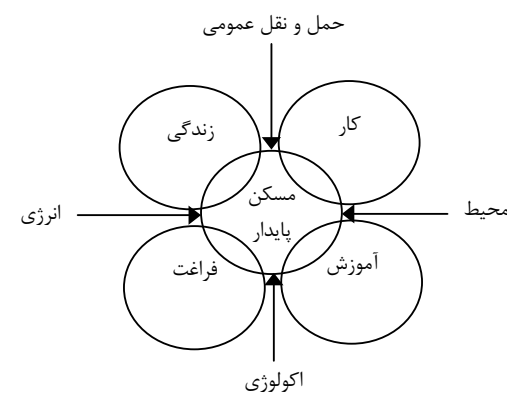 حمل و نقل عمومی
کار
زندگی
مسکن
پایدار
محیط
انرژی
آموزش
فراغت
اکولوژی